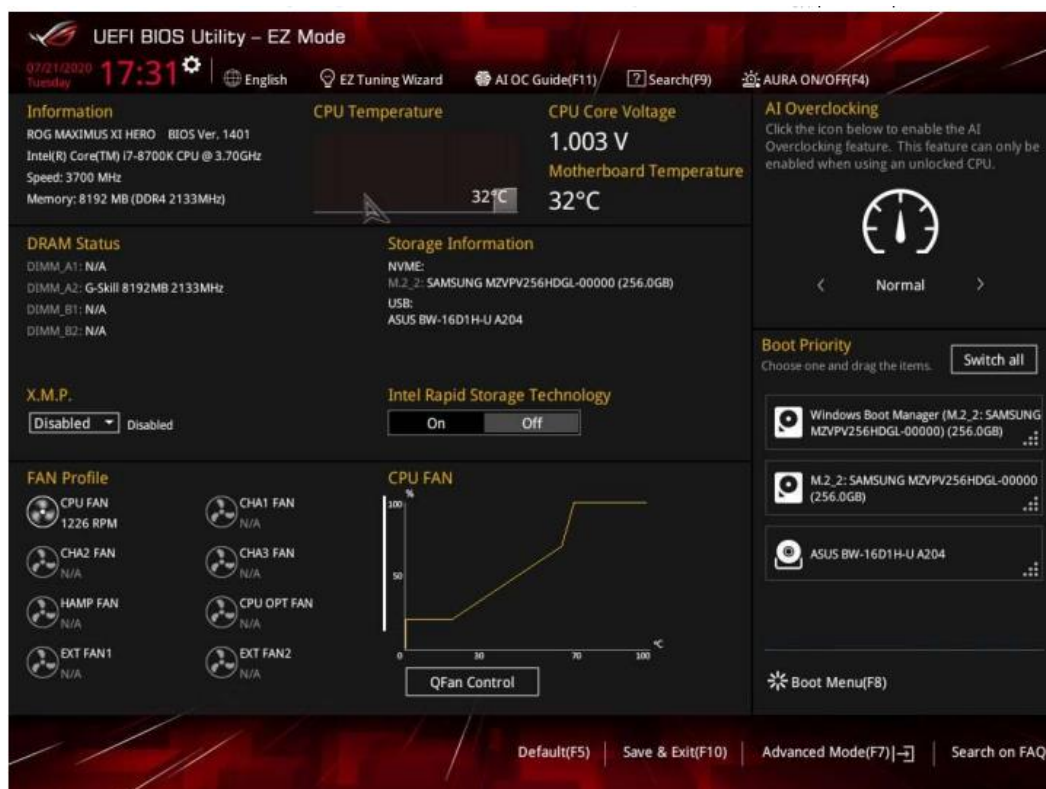 UEFI BIOS Utility – EZ Mode
07/21/2020
Tuesday
17:31
English
EZ Tuning Wizard
AI OC Guide(F11)
Search(F9)
AURA ON/OFF(F4)
Information
ROG MAXIMUS XI HERO BIOS Ver. 1401
Intel(R) Core(TM) i7-8700K CPU @ 3.70GHz
Speed: 3700 MHz
Memory: 8192 MB (DDR4 2133MHz)
CPU Temperature
32°C
CPU Core Voltage
1.003 V
Motherboard Temperature
32°C
AI Overclocking
Click the icon below to enable the AI
Overclocking feature. This feature can only be
enabled when using an unlocked CPU.
Normal
DRAM Status
DIMM_A1: N/A
DIMM_A2: G-Skill 8192MB 2133MHz
DIMM_B1: N/A
DIMM_B2: N/A
Storage Information
NVME:
M.2_2: SAMSUNG MZVPV256HDGL-00000 (256.0GB)
USB:
ASUS BW-16D1H-U A204
X.M.P.
Disabled
Disabled
Intel Rapid Storage Technology
On
Off
Boot Priority
Choose one and drag the items.
Switch all
Windows Boot Manager (M.2_2: SAMSUNG
MZVPV256HDGL-00000) (256.0GB)
M.2_2: SAMSUNG MZVPV256HDGL-00000
(256.0GB)
ASUS BW-16D1H-U A204
FAN Profile
CPU FAN
1226 RPM
CHA1 FAN
N/A
CHA2 FAN
N/A
CHA3 FAN
N/A
HAMP FAN
N/A
CPU OPT FAN
N/A
EXT FAN1
N/A
EXT FAN2
N/A
CPU FAN
%
100
50
0
30
70
100
°C
QFan Control
Boot Menu(F8)
Default(F5)
Save & Exit(F10)
Advanced Mode(F7)
Search on FAQ